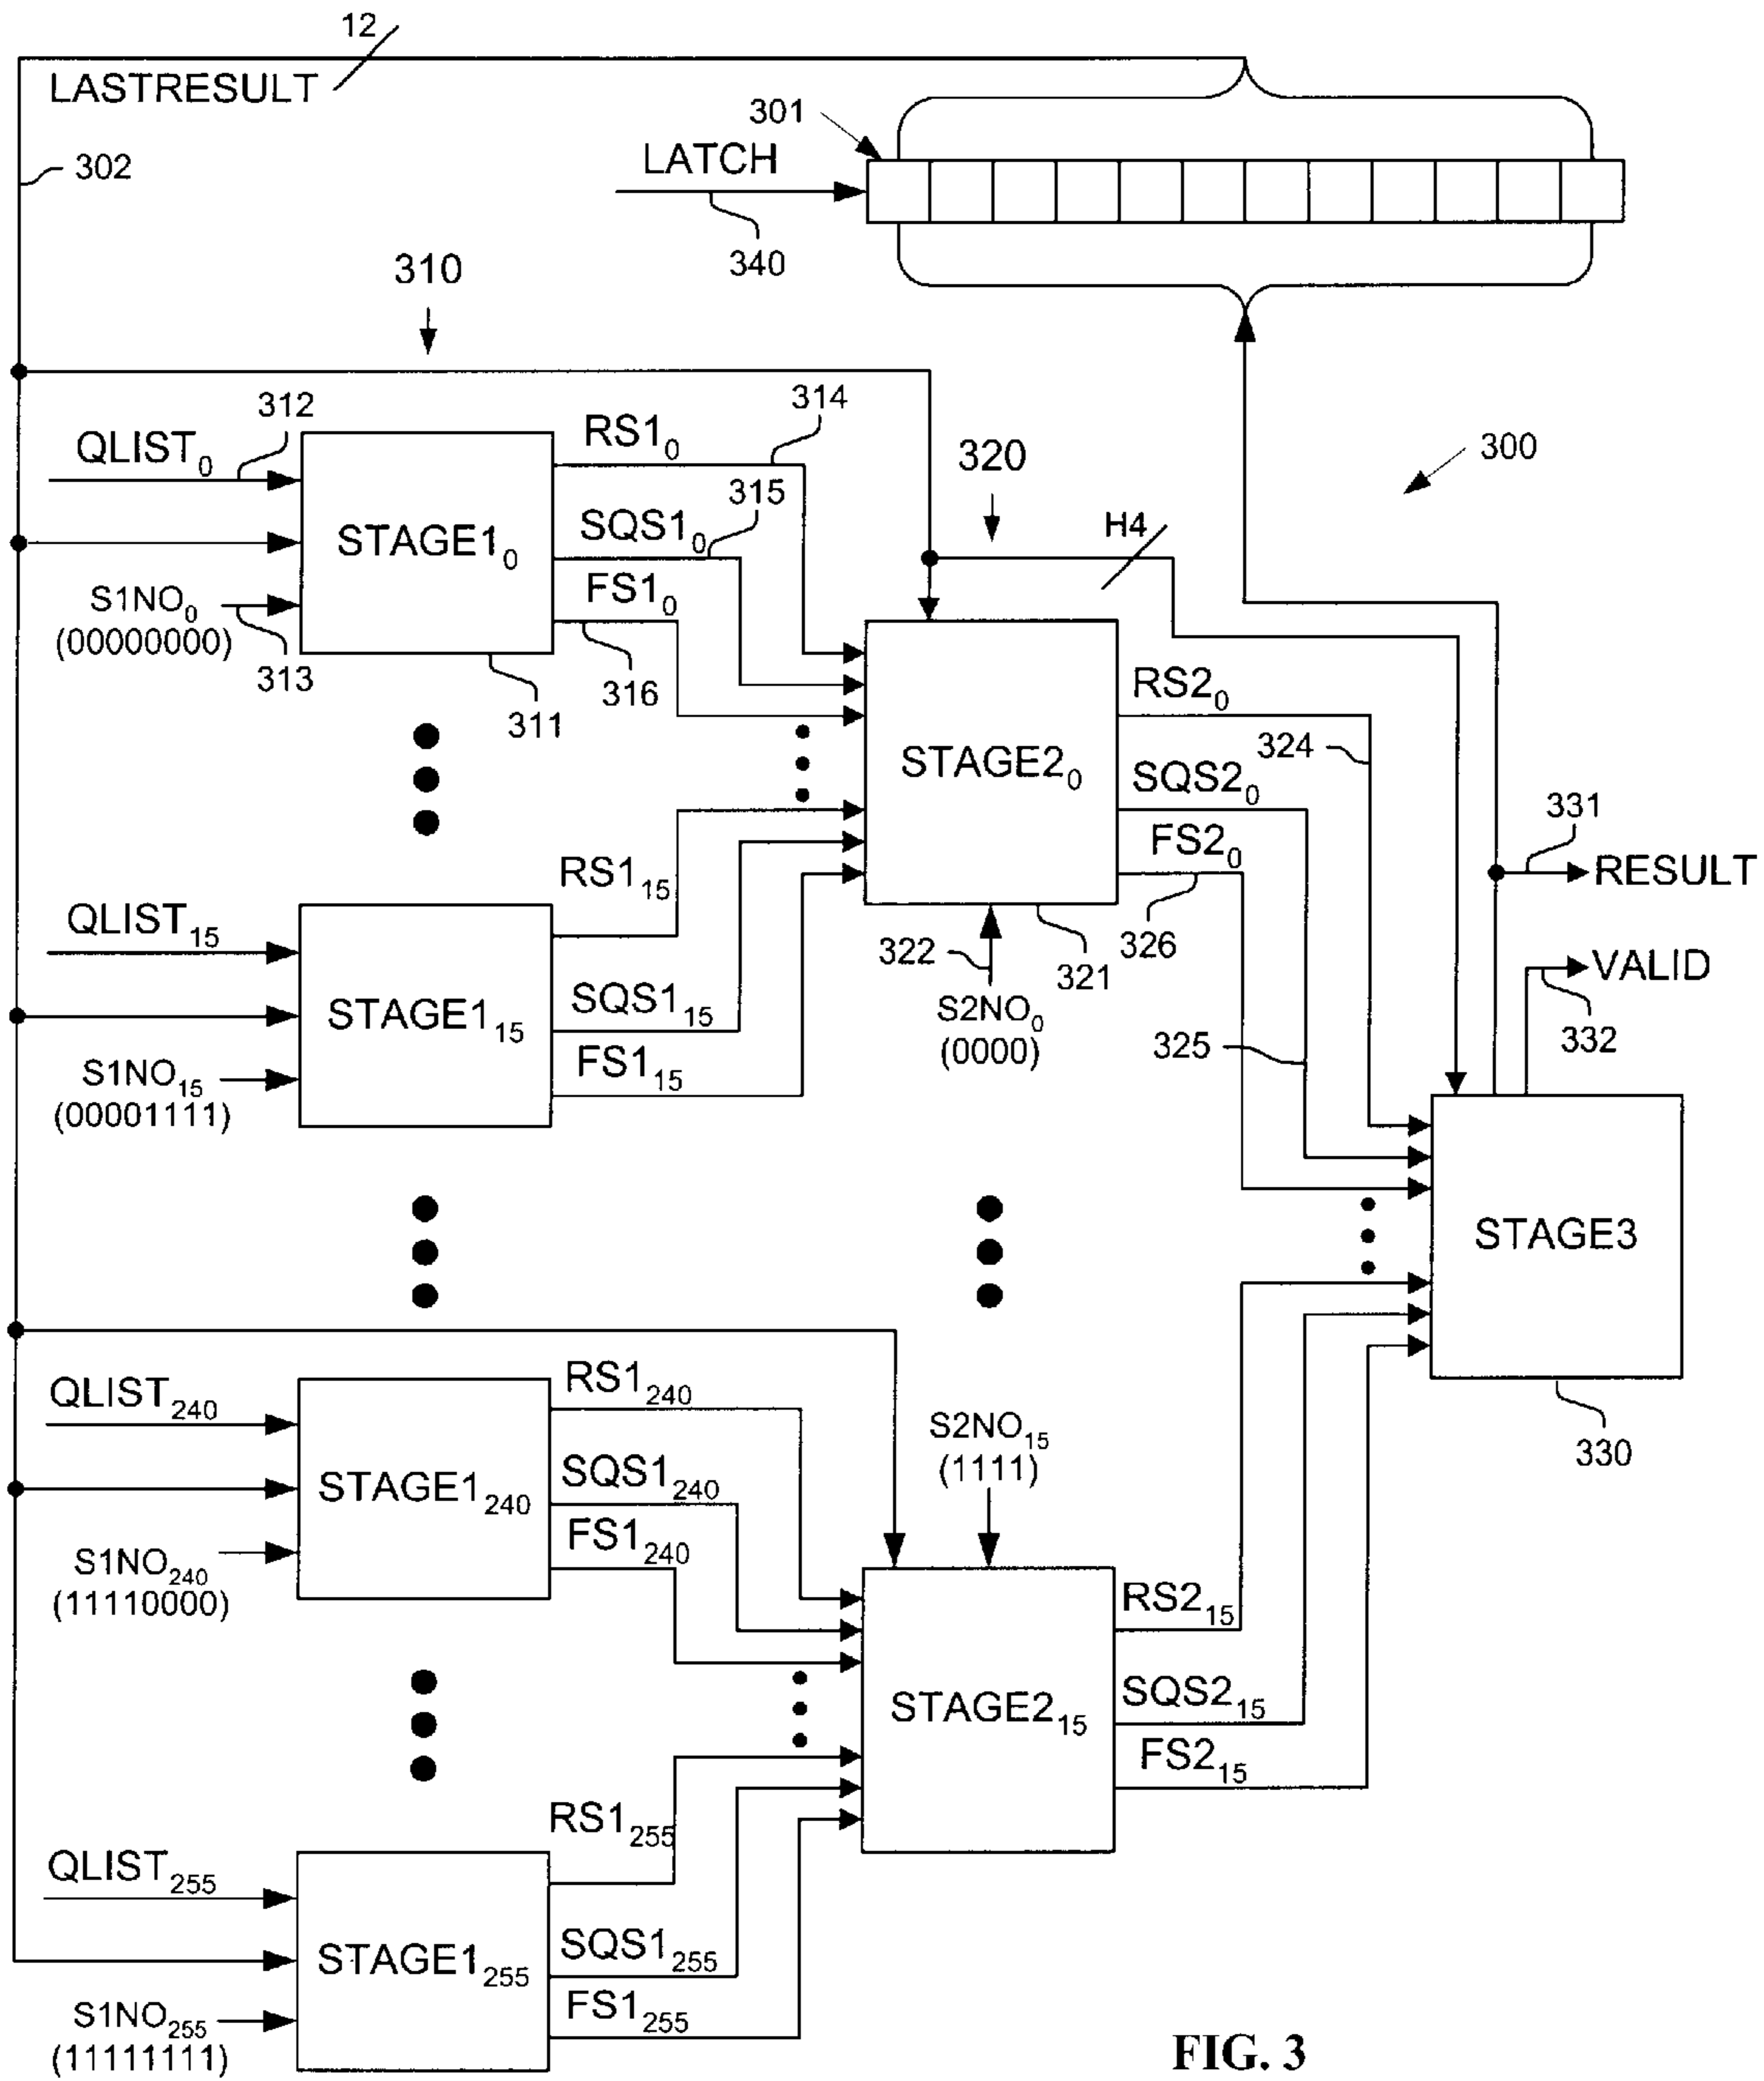 12
LASTRESULT
301
LATCH
302
340
310
312
314
QLIST0
RS10
320
300
315
SQS10
H4
STAGE10
FS10
S1NO0
(00000000)
313
316
311
RS20
324
STAGE20
SQS20
331
FS20
RESULT
RS115
QLIST15
322
326
321
VALID
SQS115
S2NO0
(0000)
STAGE115
325
332
FS115
S1NO15
(00001111)
STAGE3
RS1240
QLIST240
S2NO15
(1111)
330
SQS1240
STAGE1240
FS1240
S1NO240
(11110000)
RS215
SQS215
STAGE215
FS215
RS1255
QLIST255
SQS1255
STAGE1255
FS1255
S1NO255
(11111111)
FIG. 3